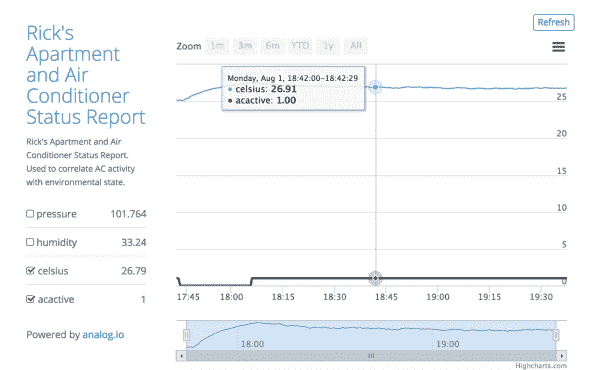 Refresh
Rick's
Apartment
and Air
Conditioner
Status Report
Rick's Apartment and Air
Conditioner Status Report.
Used to correlate AC activity
with environmental state.
pressure 101,764
humidity 33.24
celsius 26.79
acactive 1
Powered by analog.io
Zoom 1m 3m 6m YTD 1y All
Monday, Aug 1, 18:42:00–18:42:29
celsius: 26.91
acactive: 1.00
25
20
15
10
5
0
17:45 18:00 18:15 18:30 18:45 19:00 19:15 19:30
18:00 19:00
Highcharts.com